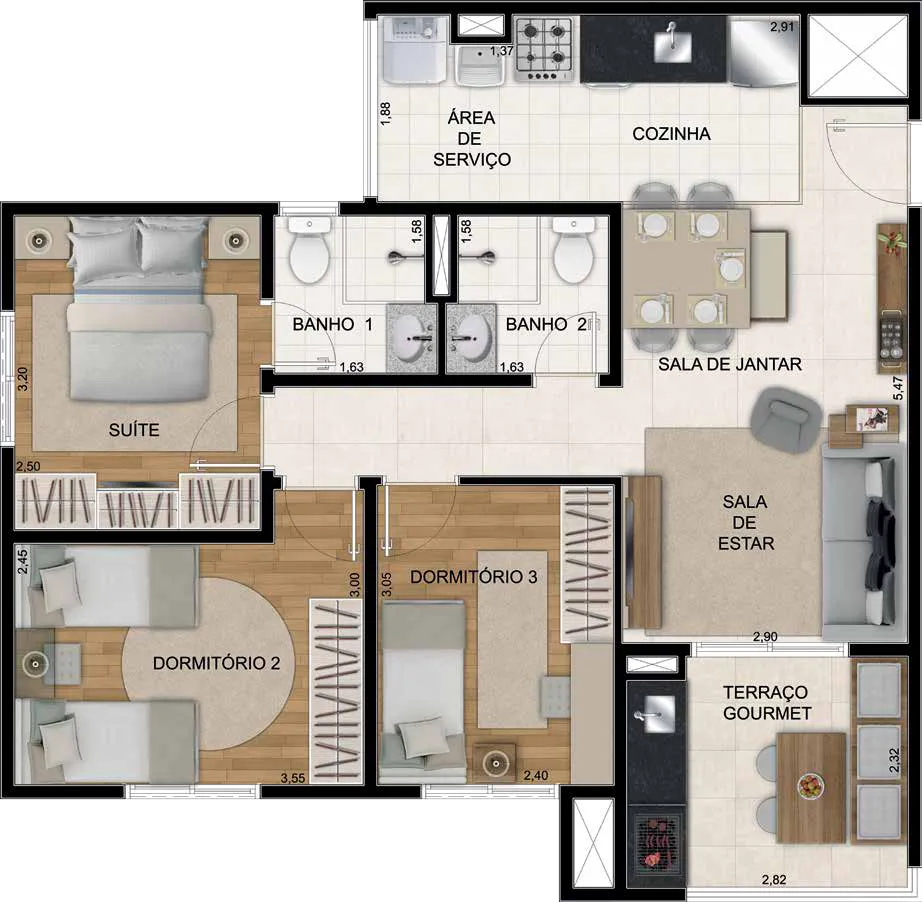 2,91
1,37
1,88
ÁREA
DE
SERVIÇO
COZINHA
1,58
1,58
BANHO 1
BANHO 2
1,63
1,63
3,20
SUÍTE
2,50
SALA DE JANTAR
5,47
SALA
DE
ESTAR
2,45
3,00
3,05
DORMITÓRIO 3
DORMITÓRIO 2
3,55
2,40
2,90
TERRAÇO
GOURMET
2,32
2,82